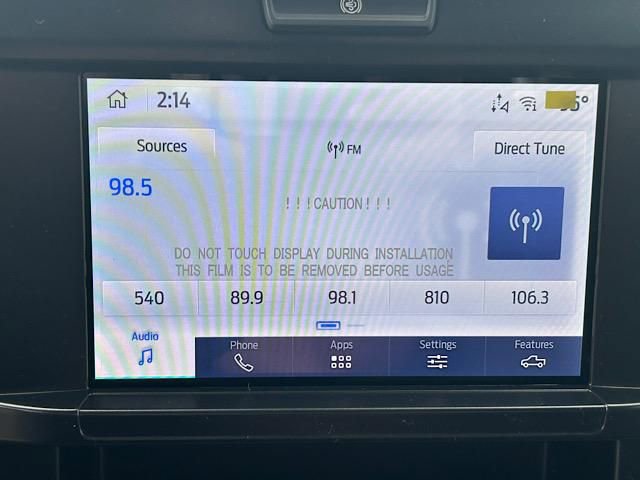 2:14
5°
Sources
FM
Direct Tune
98.5
!!!CAUTION!!!
DO NOT TOUCH DISPLAY DURING INSTALLATION
THIS FILM IS TO BE REMOVED BEFORE USAGE
540 89.9 98.1 810 106.3
Audio Phone Apps Settings Features